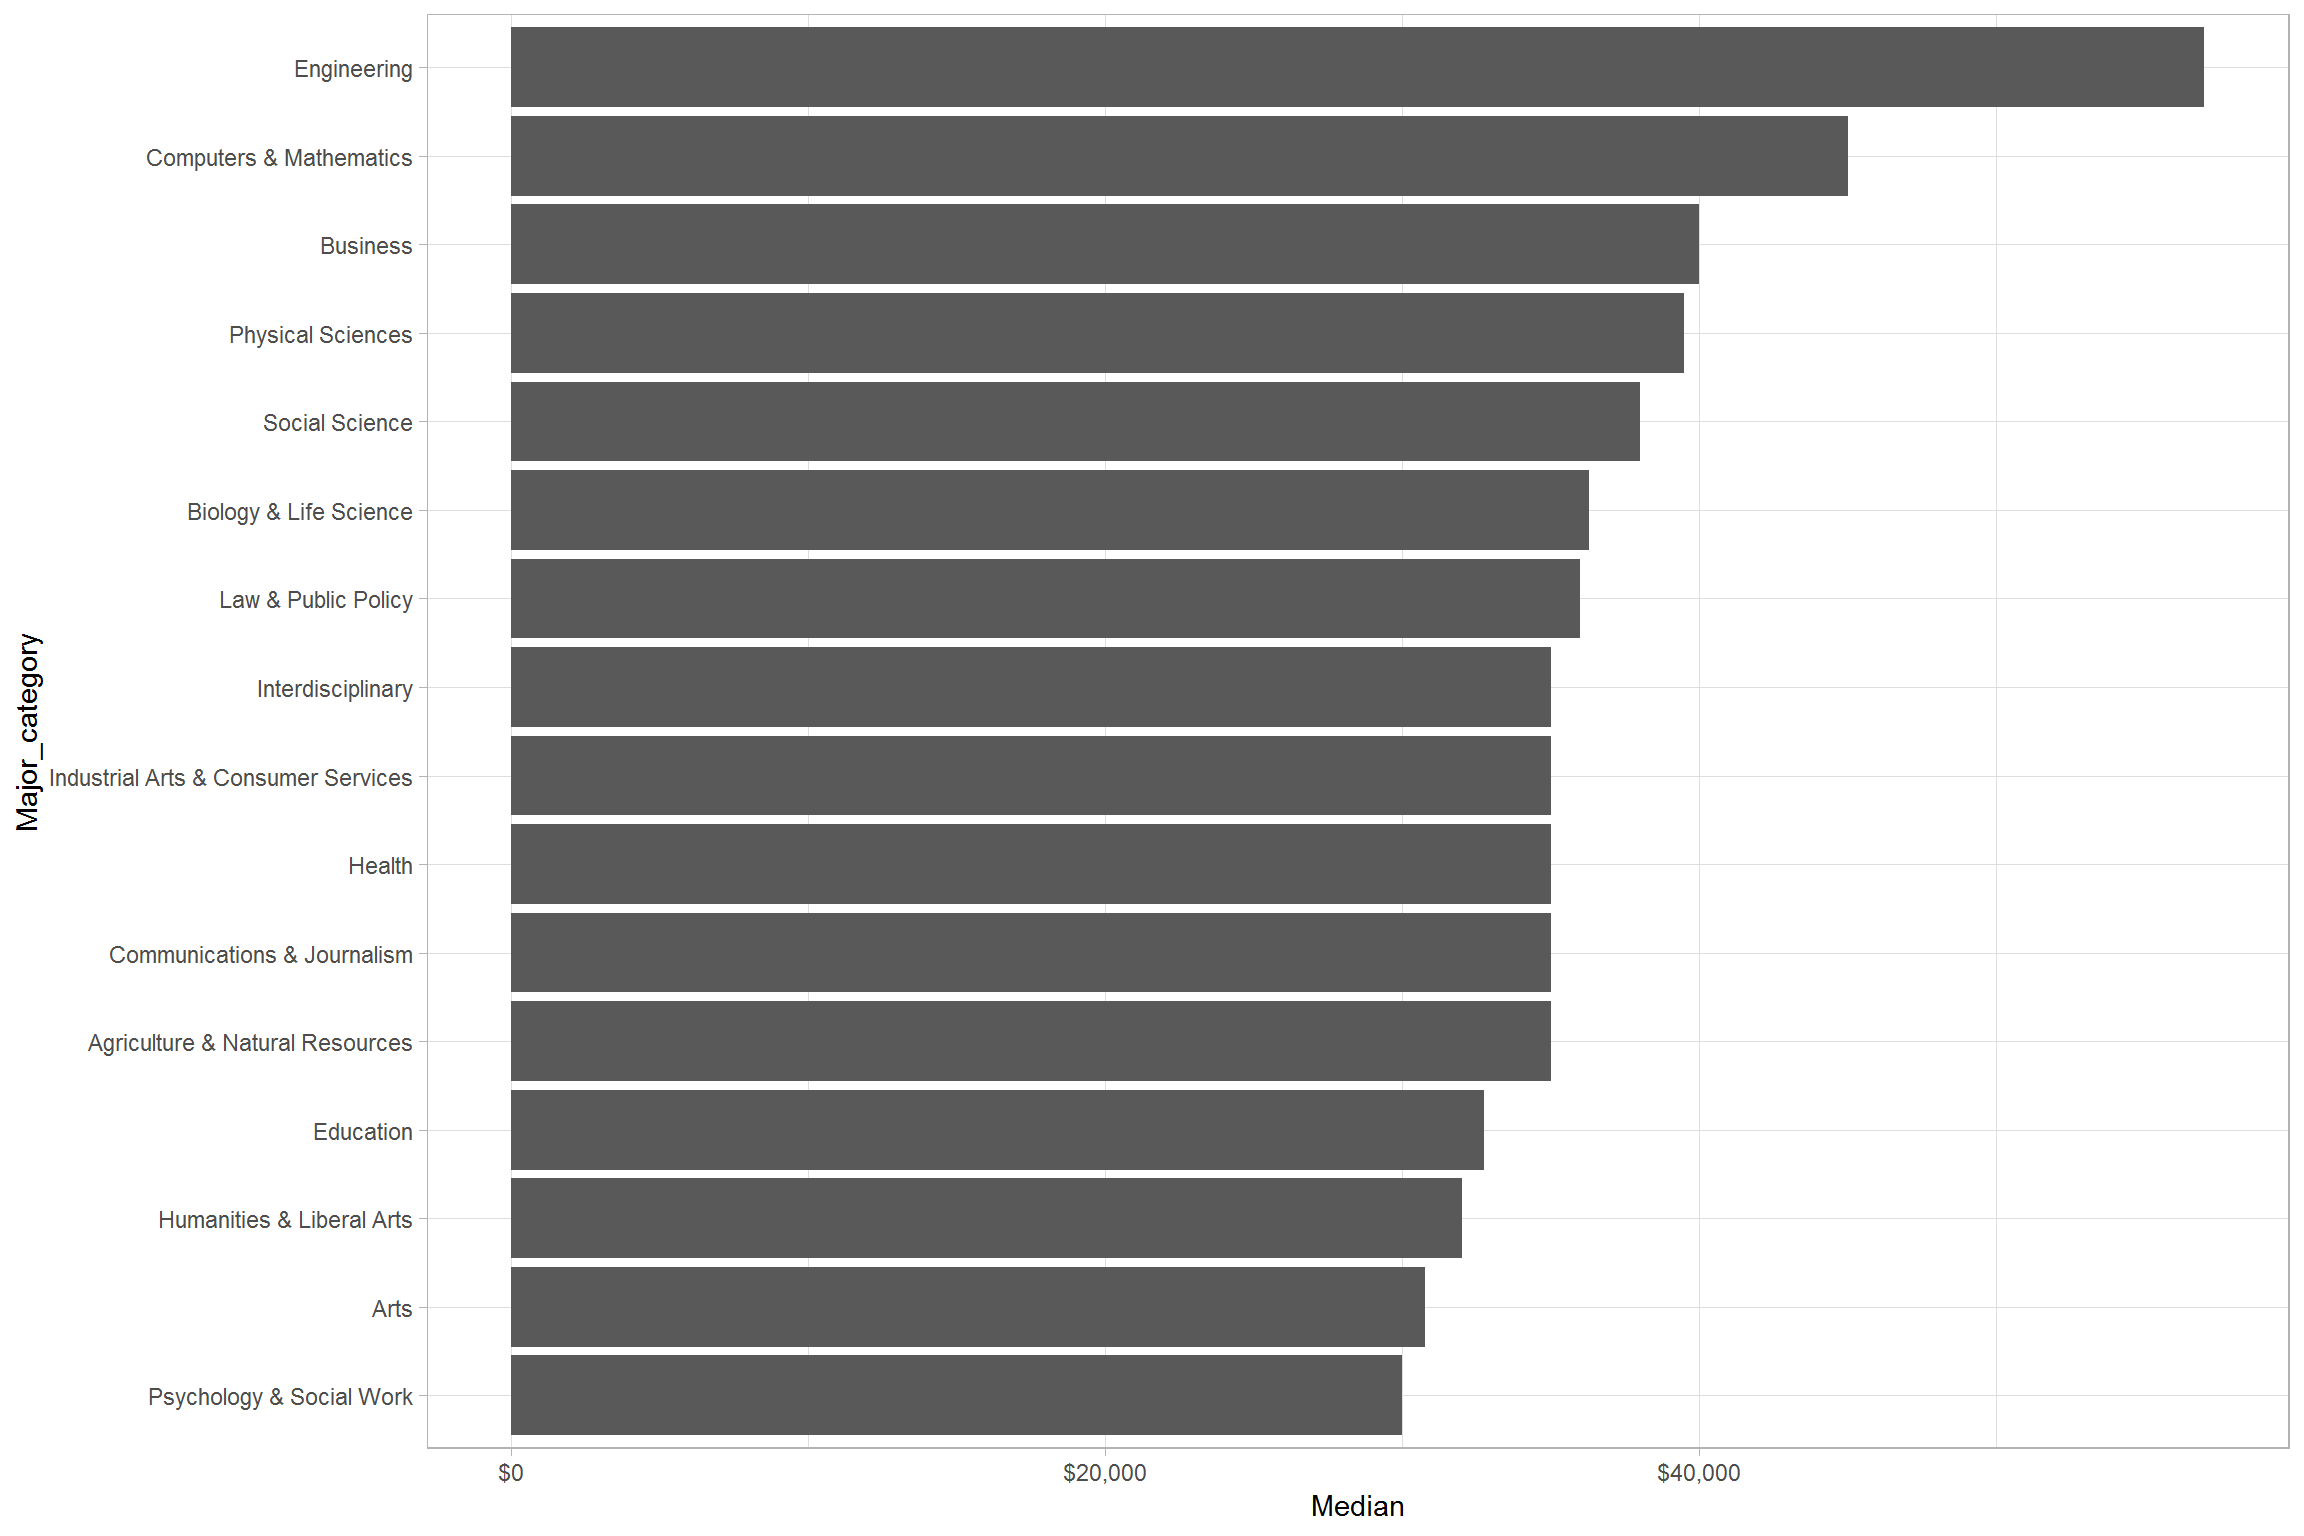 Engineering
Computers & Mathematics
Business
Physical Sciences
Social Science
Biology & Life Science
Law & Public Policy
Interdisciplinary
Industrial Arts & Consumer Services
Health
Communications & Journalism
Agriculture & Natural Resources
Education
Humanities & Liberal Arts
Arts
Psychology & Social Work
Major_category
$0
$20,000
$40,000
Median